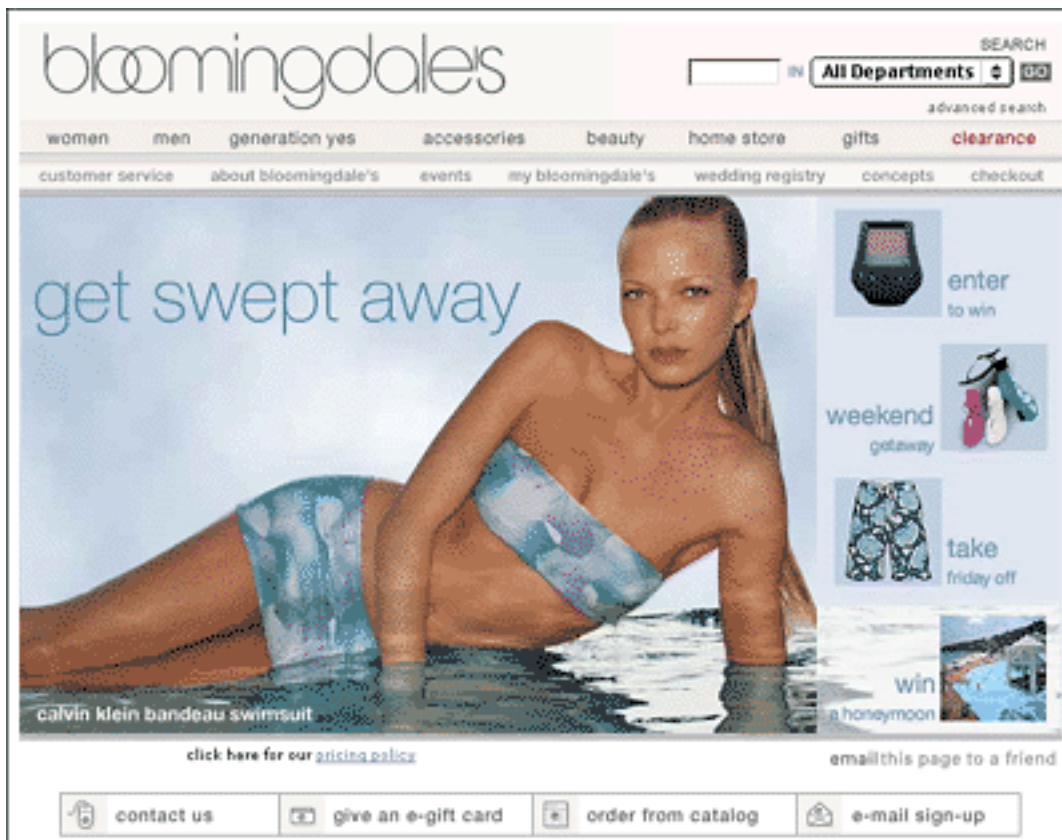 bloomingdale's
SEARCH
IN All Departments GO
advanced search
women men generation yes accessories beauty home store gifts clearance
customer service about bloomingdale's events my bloomingdale's wedding registry concepts checkout
get swept away
enter
to win
weekend
getaway
take
friday off
win
a honeymoon
calvin klein bandeau swimsuit
click here for our pricing policy
email this page to a friend
contact us give an e-gift card order from catalog e-mail sign-up